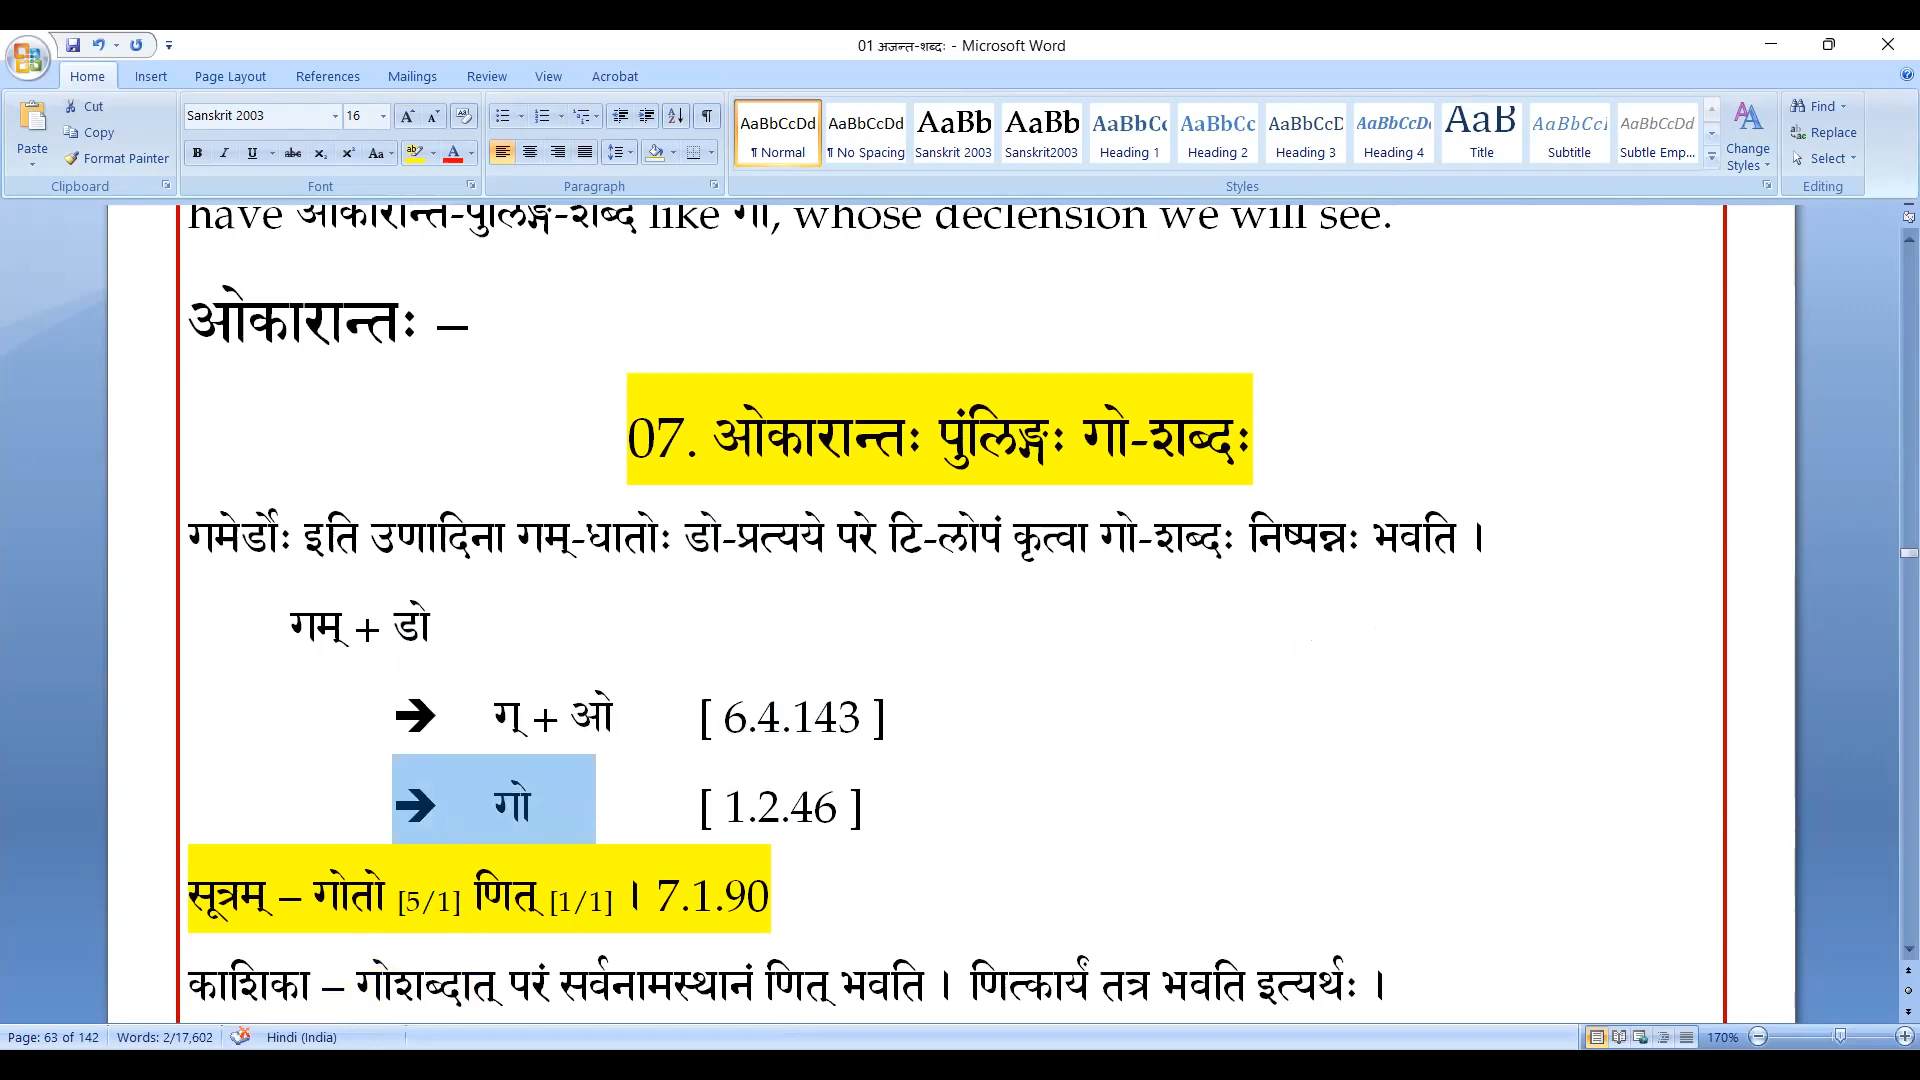 01 अजन्त-शब्दः - Microsoft Word
Home Insert Page Layout References Mailings Review View Acrobat
Paste Cut Copy Format Painter
Clipboard
Sanskrit 2003 16
Font
Paragraph
AaBbCcDd AaBbCcDd AaBb AaBb AaBbCc AaBbCc AaBbCcD AaBbCcDd AaB AaBbCcl AaBbCcDd
¶ Normal ¶ No Spacing Sanskrit 2003 Sanskrit2003 Heading 1 Heading 2 Heading 3 Heading 4 Title Subtitle Subtle Emp...
Change Styles
Styles
Find Replace Select
Editing
have ओकारान्त-पुंलिङ्ग-शब्द like गो, whose declension we will see.
ओकारान्तः –
07. ओकारान्तः पुंलिङ्गः गो-शब्दः
गमेर्डोः इति उणादिना गम्-धातोः डो-प्रत्यये परे टि-लोपं कृत्वा गो-शब्दः निष्पन्नः भवति ।
गम् + डो
➔ ग् + ओ [ 6.4.143 ]
➔ गो [ 1.2.46 ]
सूत्रम् – गोतो [5/1] णित् [1/1] । 7.1.90
काशिका – गोशब्दात् परं सर्वनामस्थानं णित् भवति । णित्कार्यं तत्र भवति इत्यर्थः ।
Page: 63 of 142 Words: 2/17,602 Hindi (India) 170%